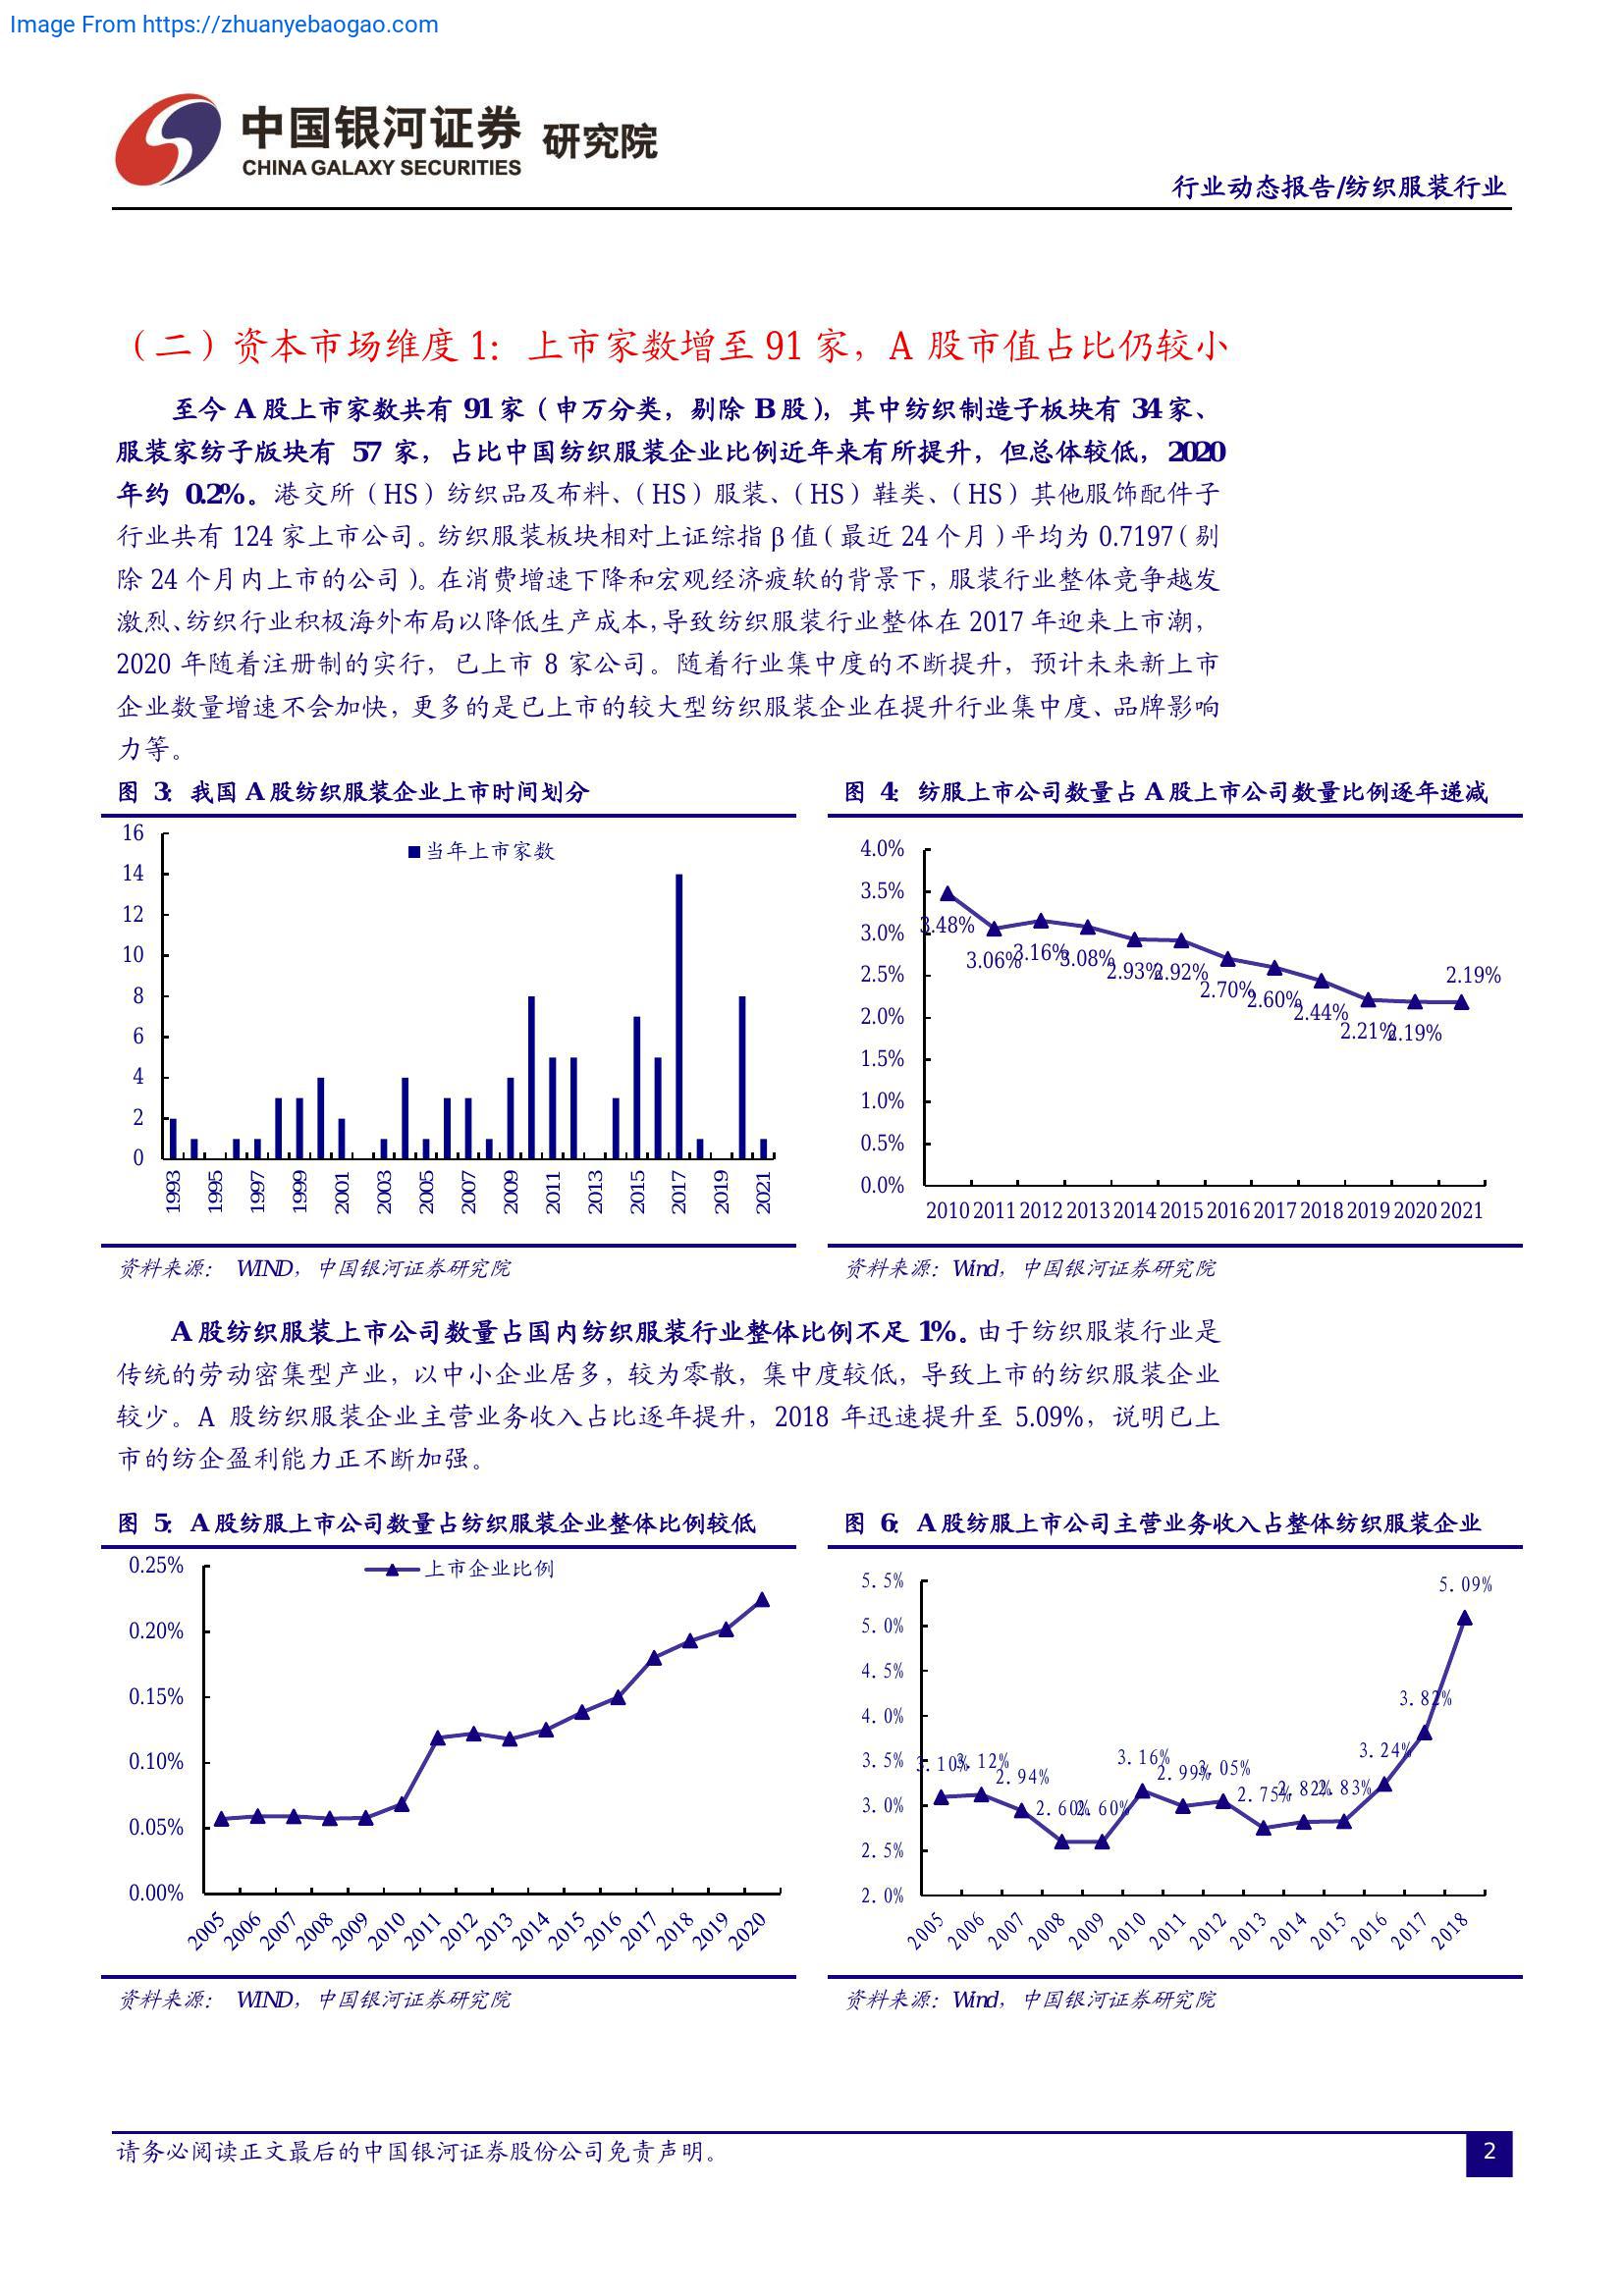 Image From https://zhuanyebaogao.com
中国银河证券 研究院
CHINA GALAXY SECURITIES
行业动态报告/纺织服装行业
（二）资本市场维度 1：上市家数增至 91 家，A 股市值占比仍较小
至今 A 股上市家数共有 91 家（申万分类，剔除 B 股），其中纺织制造子板块有 34 家、
服装家纺子版块有 57 家，占比中国纺织服装企业比例近年来有所提升，但总体较低，2020
年约 0.2%。港交所（HS）纺织品及布料、（HS）服装、（HS）鞋类、（HS）其他服饰配件子
行业共有 124 家上市公司。纺织服装板块相对上证综指 β 值（最近 24 个月）平均为 0.7197（剔
除 24 个月内上市的公司）。在消费增速下降和宏观经济疲软的背景下，服装行业整体竞争越发
激烈、纺织行业积极海外布局以降低生产成本，导致纺织服装行业整体在 2017 年迎来上市潮，
2020 年随着注册制的实行，已上市 8 家公司。随着行业集中度的不断提升，预计未来新上市
企业数量增速不会加快，更多的是已上市的较大型纺织服装企业在提升行业集中度、品牌影响
力等。
图 3：我国 A 股纺织服装企业上市时间划分
16
14
12
10
8
6
4
2
0
当年上市家数
1993 1995 1997 1999 2001 2003 2005 2007 2009 2011 2013 2015 2017 2019 2021
资料来源： WIND，中国银河证券研究院
图 4：纺服上市公司数量占 A 股上市公司数量比例逐年递减
4.0%
3.5%
3.0%
2.5%
2.0%
1.5%
1.0%
0.5%
0.0%
3.48% 3.06% 3.16% 3.08% 2.93% 2.92% 2.70% 2.60% 2.44% 2.21% 2.19% 2.19%
2010 2011 2012 2013 2014 2015 2016 2017 2018 2019 2020 2021
资料来源：Wind，中国银河证券研究院
A 股纺织服装上市公司数量占国内纺织服装行业整体比例不足 1%。由于纺织服装行业是
传统的劳动密集型产业，以中小企业居多，较为零散，集中度较低，导致上市的纺织服装企业
较少。A 股纺织服装企业主营业务收入占比逐年提升，2018 年迅速提升至 5.09%，说明已上
市的纺企盈利能力正不断加强。
图 5：A 股纺服上市公司数量占纺织服装企业整体比例较低
0.25%
0.20%
0.15%
0.10%
0.05%
0.00%
上市企业比例
2005 2006 2007 2008 2009 2010 2011 2012 2013 2014 2015 2016 2017 2018 2019 2020
资料来源： WIND，中国银河证券研究院
图 6：A 股纺服上市公司主营业务收入占整体纺织服装企业
5.5%
5.0%
4.5%
4.0%
3.5%
3.0%
2.5%
2.0%
3.10% 3.12% 2.94% 2.60% 2.60% 3.16% 2.99% 3.05% 2.75% 2.82% 2.83% 3.24% 3.82% 5.09%
2005 2006 2007 2008 2009 2010 2011 2012 2013 2014 2015 2016 2017 2018
资料来源：Wind，中国银河证券研究院
请务必阅读正文最后的中国银河证券股份公司免责声明。
2